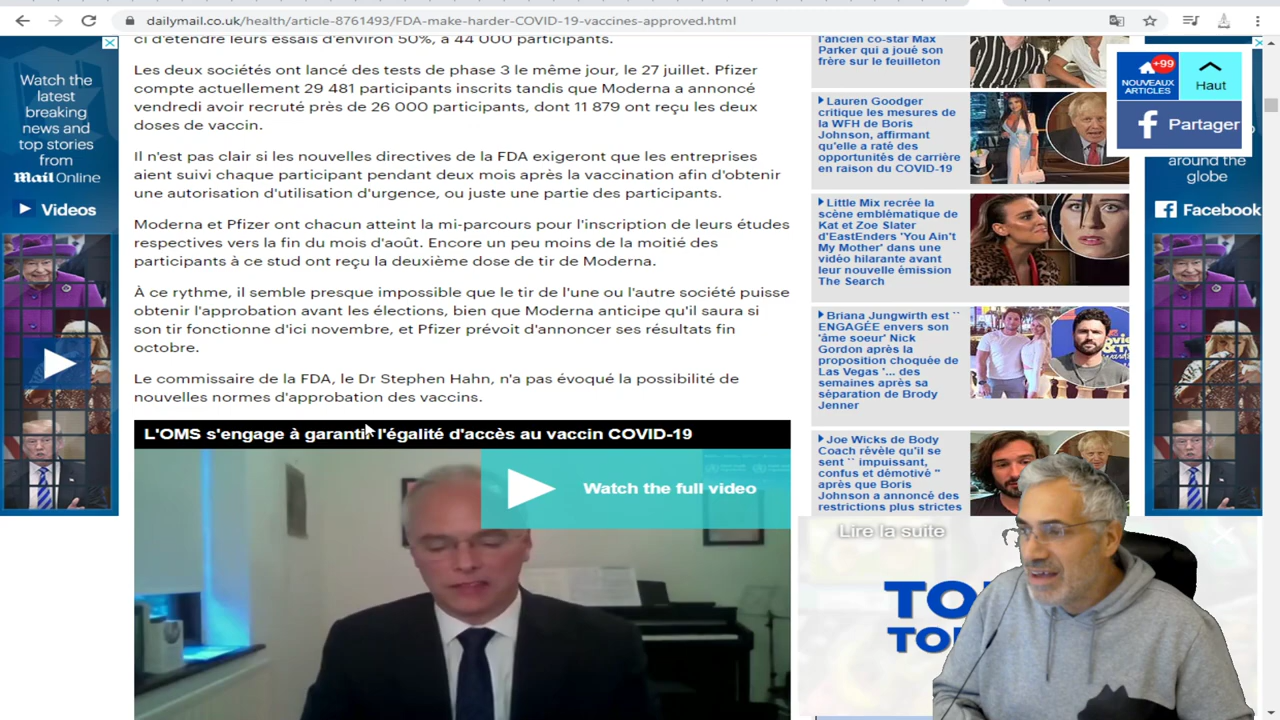 dailymail.co.uk/health/article-8761493/FDA-make-harder-COVID-19-vaccines-approved.html
Watch the
latest
breaking
news and
top stories
from
Mail Online
Videos
ci d'étendre leurs essais d'environ 50%, à 44 000 participants.
Les deux sociétés ont lancé des tests de phase 3 le même jour, le 27 juillet. Pfizer
compte actuellement 29 481 participants inscrits tandis que Moderna a annoncé
vendredi avoir recruté près de 26 000 participants, dont 11 879 ont reçu les deux
doses de vaccin.
Il n'est pas clair si les nouvelles directives de la FDA exigeront que les entreprises
aient suivi chaque participant pendant deux mois après la vaccination afin d'obtenir
une autorisation d'utilisation d'urgence, ou juste une partie des participants.
Moderna et Pfizer ont chacun atteint la mi-parcours pour l'inscription de leurs études
respectives vers la fin du mois d'août. Encore un peu moins de la moitié des
participants à ce stud ont reçu la deuxième dose de tir de Moderna.
À ce rythme, il semble presque impossible que le tir de l'une ou l'autre société puisse
obtenir l'approbation avant les élections, bien que Moderna anticipe qu'il saura si
son tir fonctionne d'ici novembre, et Pfizer prévoit d'annoncer ses résultats fin
octobre.
Le commissaire de la FDA, le Dr Stephen Hahn, n'a pas évoqué la possibilité de
nouvelles normes d'approbation des vaccins.
L'OMS s'engage à garantir l'égalité d'accès au vaccin COVID-19
Watch the full video
l'ancien co-star Max
Parker qui a joué son
frère sur le feuilleton
Lauren Goodger
critique les mesures de
la WFH de Boris
Johnson, affirmant
qu'elle a raté des
opportunités de carrière
en raison du COVID-19
Little Mix recrée la
scène emblématique de
Kat et Zoe Slater
d'EastEnders 'You Ain't
My Mother' dans une
vidéo hilarante avant
leur nouvelle émission
The Search
Briana Jungwirth est ``
ENGAGÉE envers son
'âme soeur' Nick
Gordon après la
proposition choquée de
Las Vegas '... des
semaines après sa
séparation de Brody
Jenner
Joe Wicks de Body
Coach révèle qu'il se
sent `` impuissant,
confus et démotivé ''
après que Boris
Johnson a annoncé des
restrictions plus strictes
Lire la suite
TO
TO
+99
NOUVEAUX
ARTICLES
Haut
Partager
around the
globe
Facebook